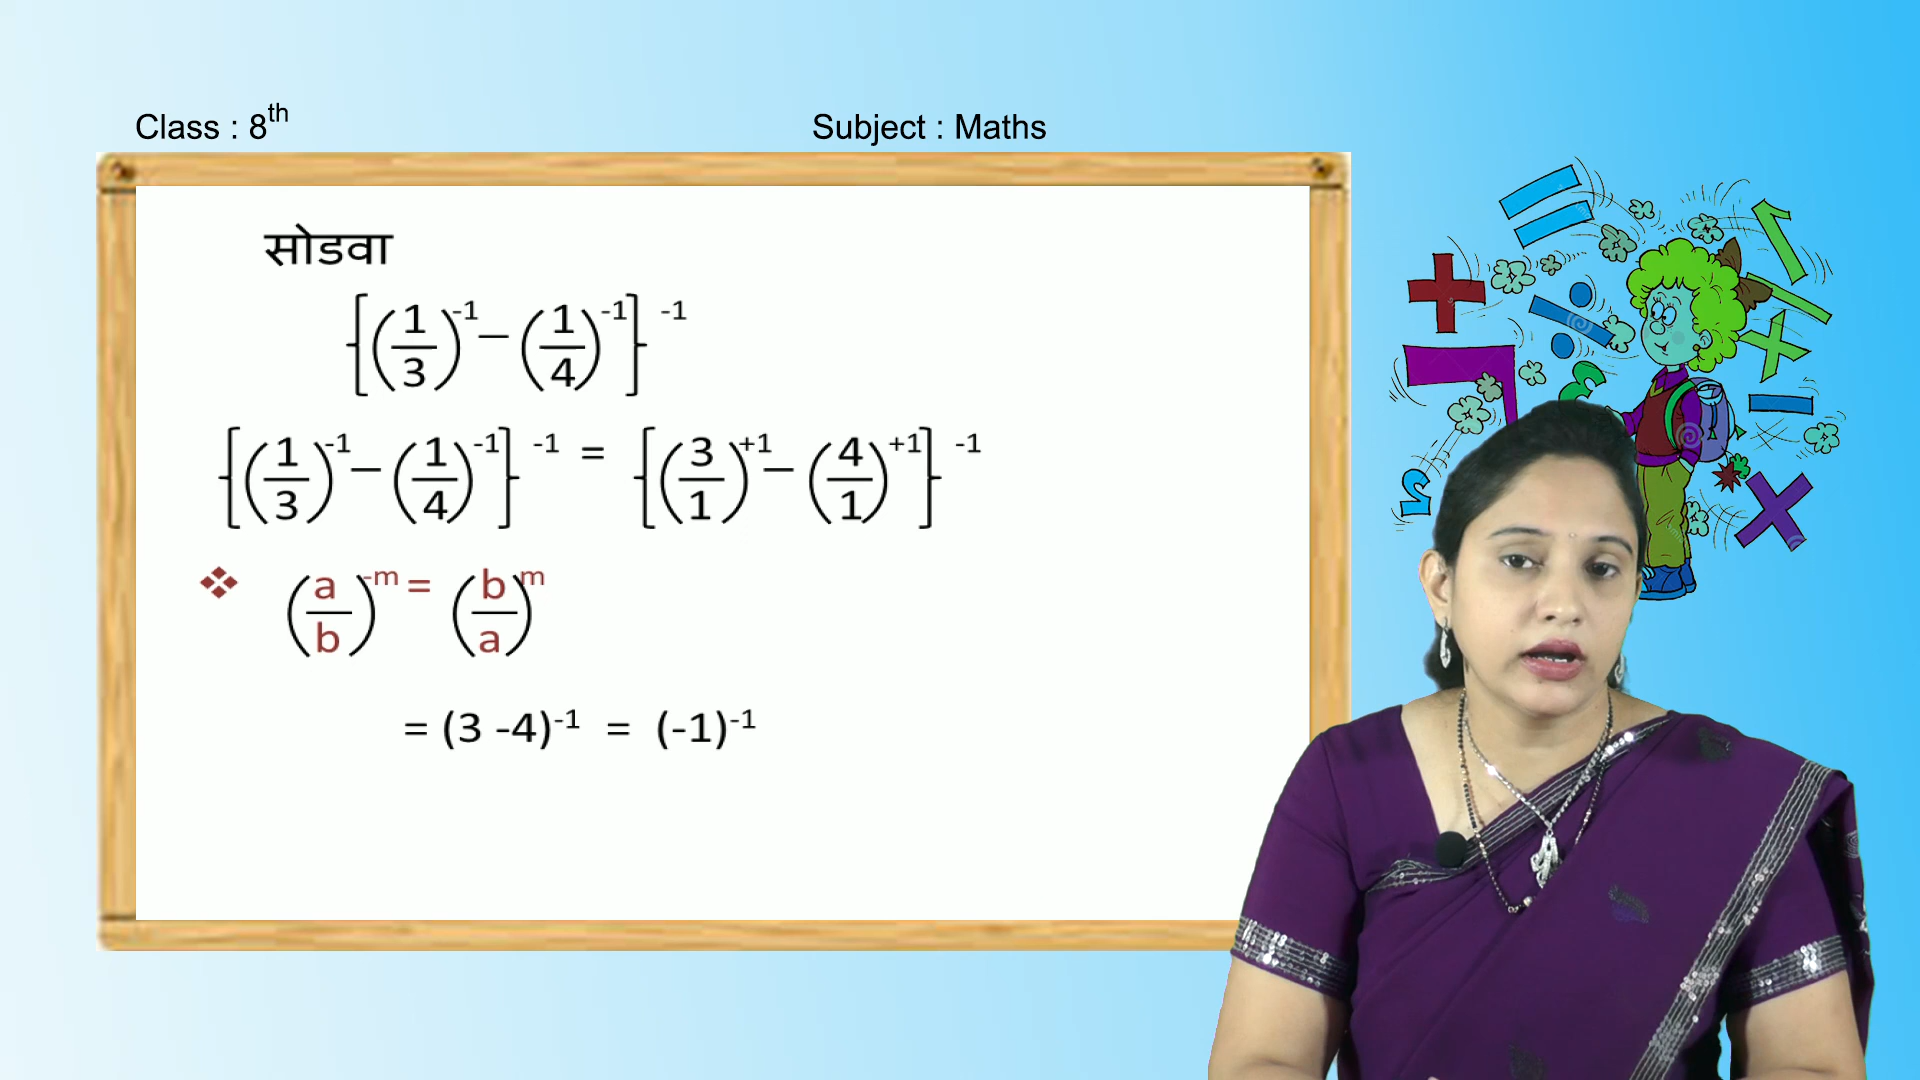 Class : 8th
Subject : Maths
सोडवा
{(1/3)^-1 – (1/4)^-1}^-1
{(1/3)^-1 – (1/4)^-1}^-1 = {(3/1)^+1 – (4/1)^+1}^-1
❖ (a/b)^-m = (b/a)^m
= (3 -4)^-1 = (-1)^-1